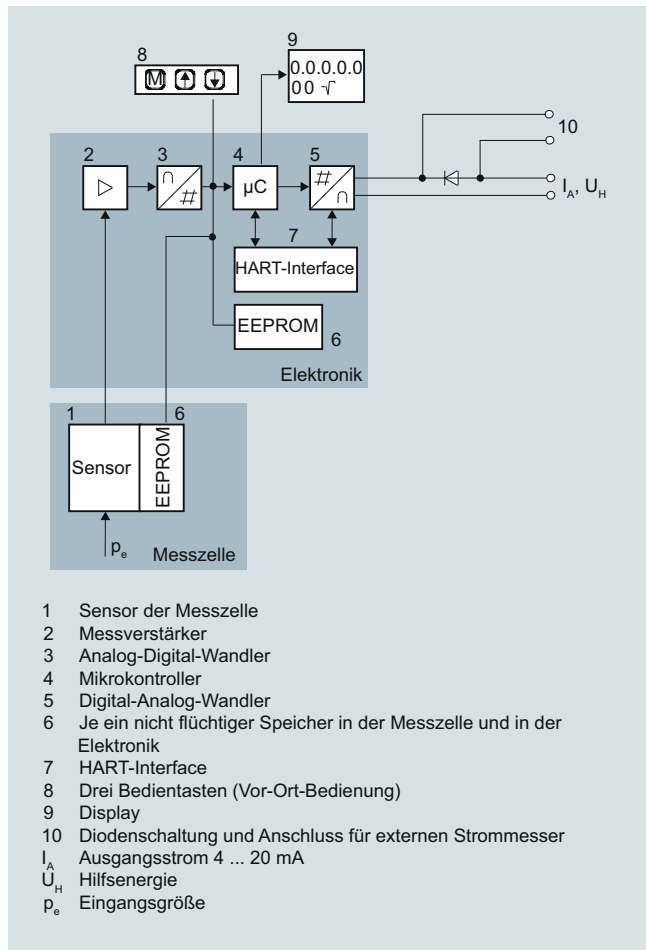 8
M
9
0.0.0.0.0
00 √
10
2
3
∩
#
4
µC
5
#
∩
I_A, U_H
7
HART-Interface
EEPROM
6
Elektronik
1
6
Sensor
EEPROM
p_e
Messzelle
1 Sensor der Messzelle
2 Messverstärker
3 Analog-Digital-Wandler
4 Mikrokontroller
5 Digital-Analog-Wandler
6 Je ein nicht flüchtiger Speicher in der Messzelle und in der
Elektronik
7 HART-Interface
8 Drei Bedientasten (Vor-Ort-Bedienung)
9 Display
10 Diodenschaltung und Anschluss für externen Strommesser
I_A Ausgangsstrom 4 ... 20 mA
U_H Hilfsenergie
p_e Eingangsgröße